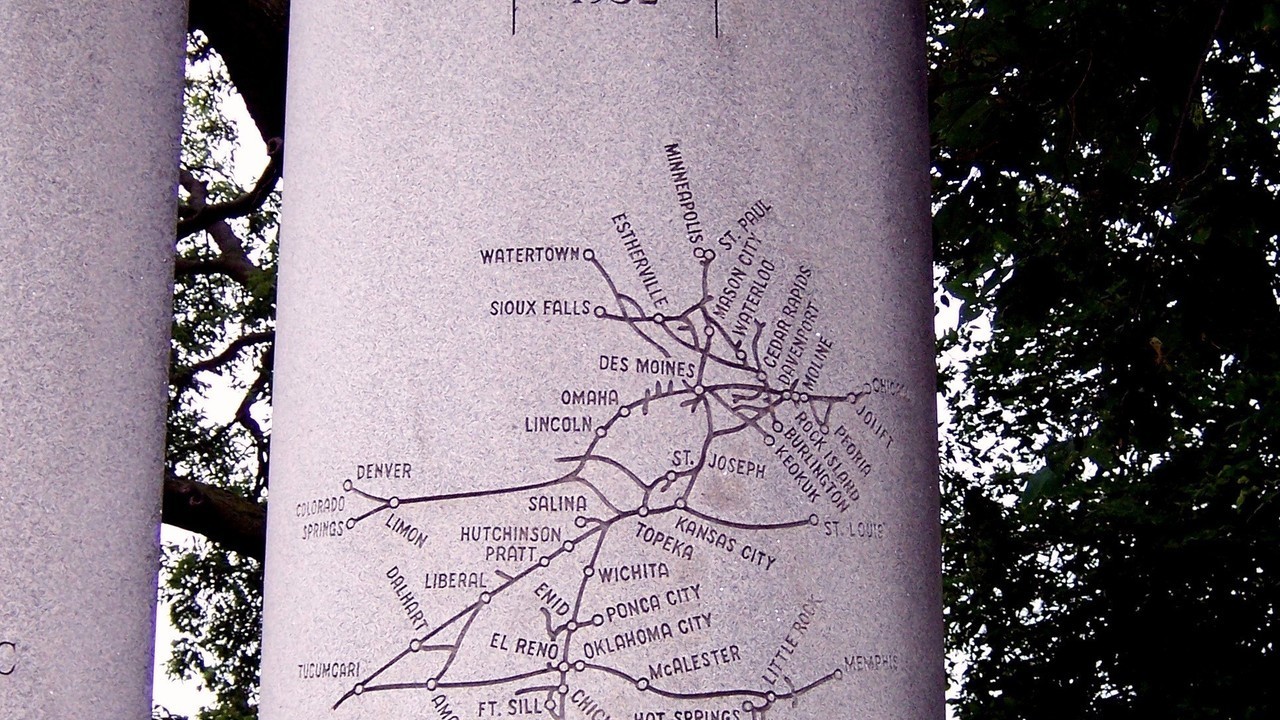 MINNEAPOLIS
ST. PAUL
ESTHERVILLE
MASON CITY
WATERTOWN
WATERLOO
SIOUX FALLS
CEDAR RAPIDS
DAVENPORT
MOLINE
DES MOINES
OMAHA
LINCOLN
JOLIET
PEORIA
ROCK ISLAND
BURLINGTON
KEOKUK
ST. JOSEPH
DENVER
COLORADO
SPRINGS
LIMON
SALINA
ST. LOUIS
TOPEKA
KANSAS CITY
HUTCHINSON
PRATT
WICHITA
LIBERAL
DALHART
ENID
PONCA CITY
EL RENO
OKLAHOMA CITY
McALESTER
LITTLE ROCK
MEMPHIS
TUCUMCARI
FT. SILL
HOT SPRINGS
C